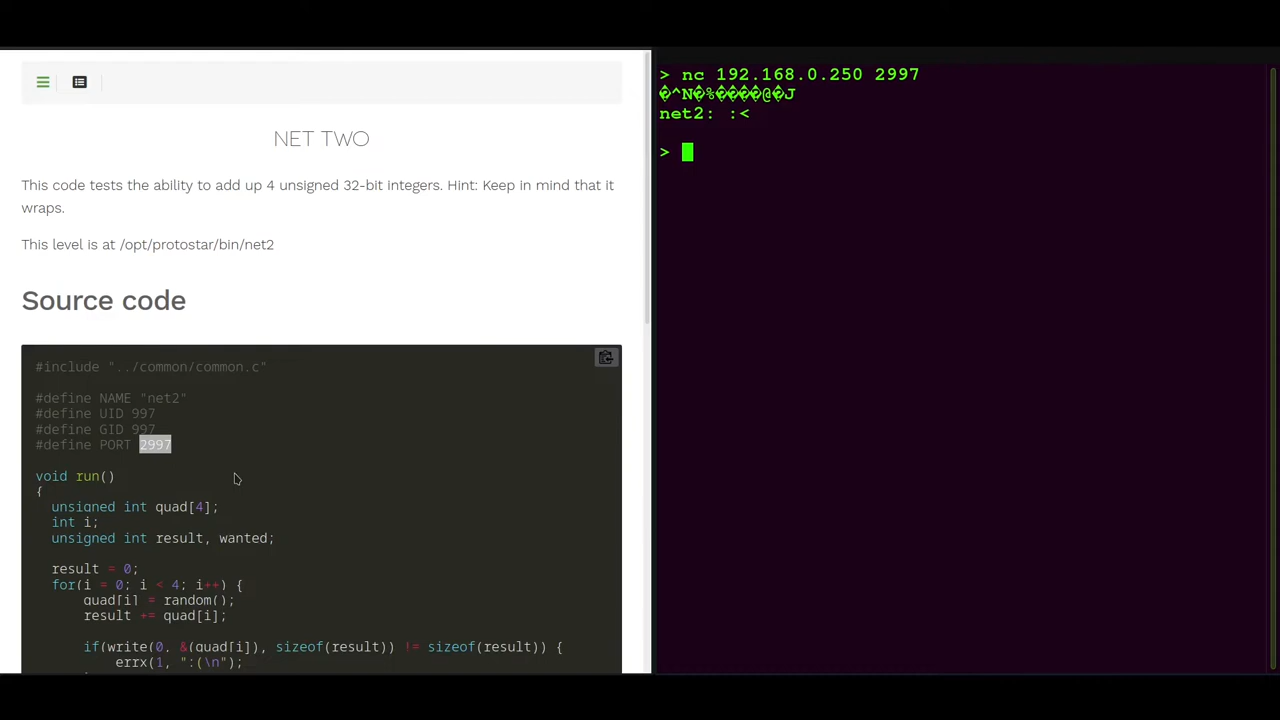 NET TWO
This code tests the ability to add up 4 unsigned 32-bit integers. Hint: Keep in mind that it
wraps.
This level is at /opt/protostar/bin/net2
Source code
#include "../common/common.c"
#define NAME "net2"
#define UID 997
#define GID 997
#define PORT 2997
void run()
{
unsigned int quad[4];
int i;
unsigned int result, wanted;
result = 0;
for(i = 0; i < 4; i++) {
quad[i] = random();
result += quad[i];
if(write(0, &(quad[i]), sizeof(result)) != sizeof(result)) {
errx(1, ":(\n");
> nc 192.168.0.250 2997
�^N�%����@�J
net2: :<
>